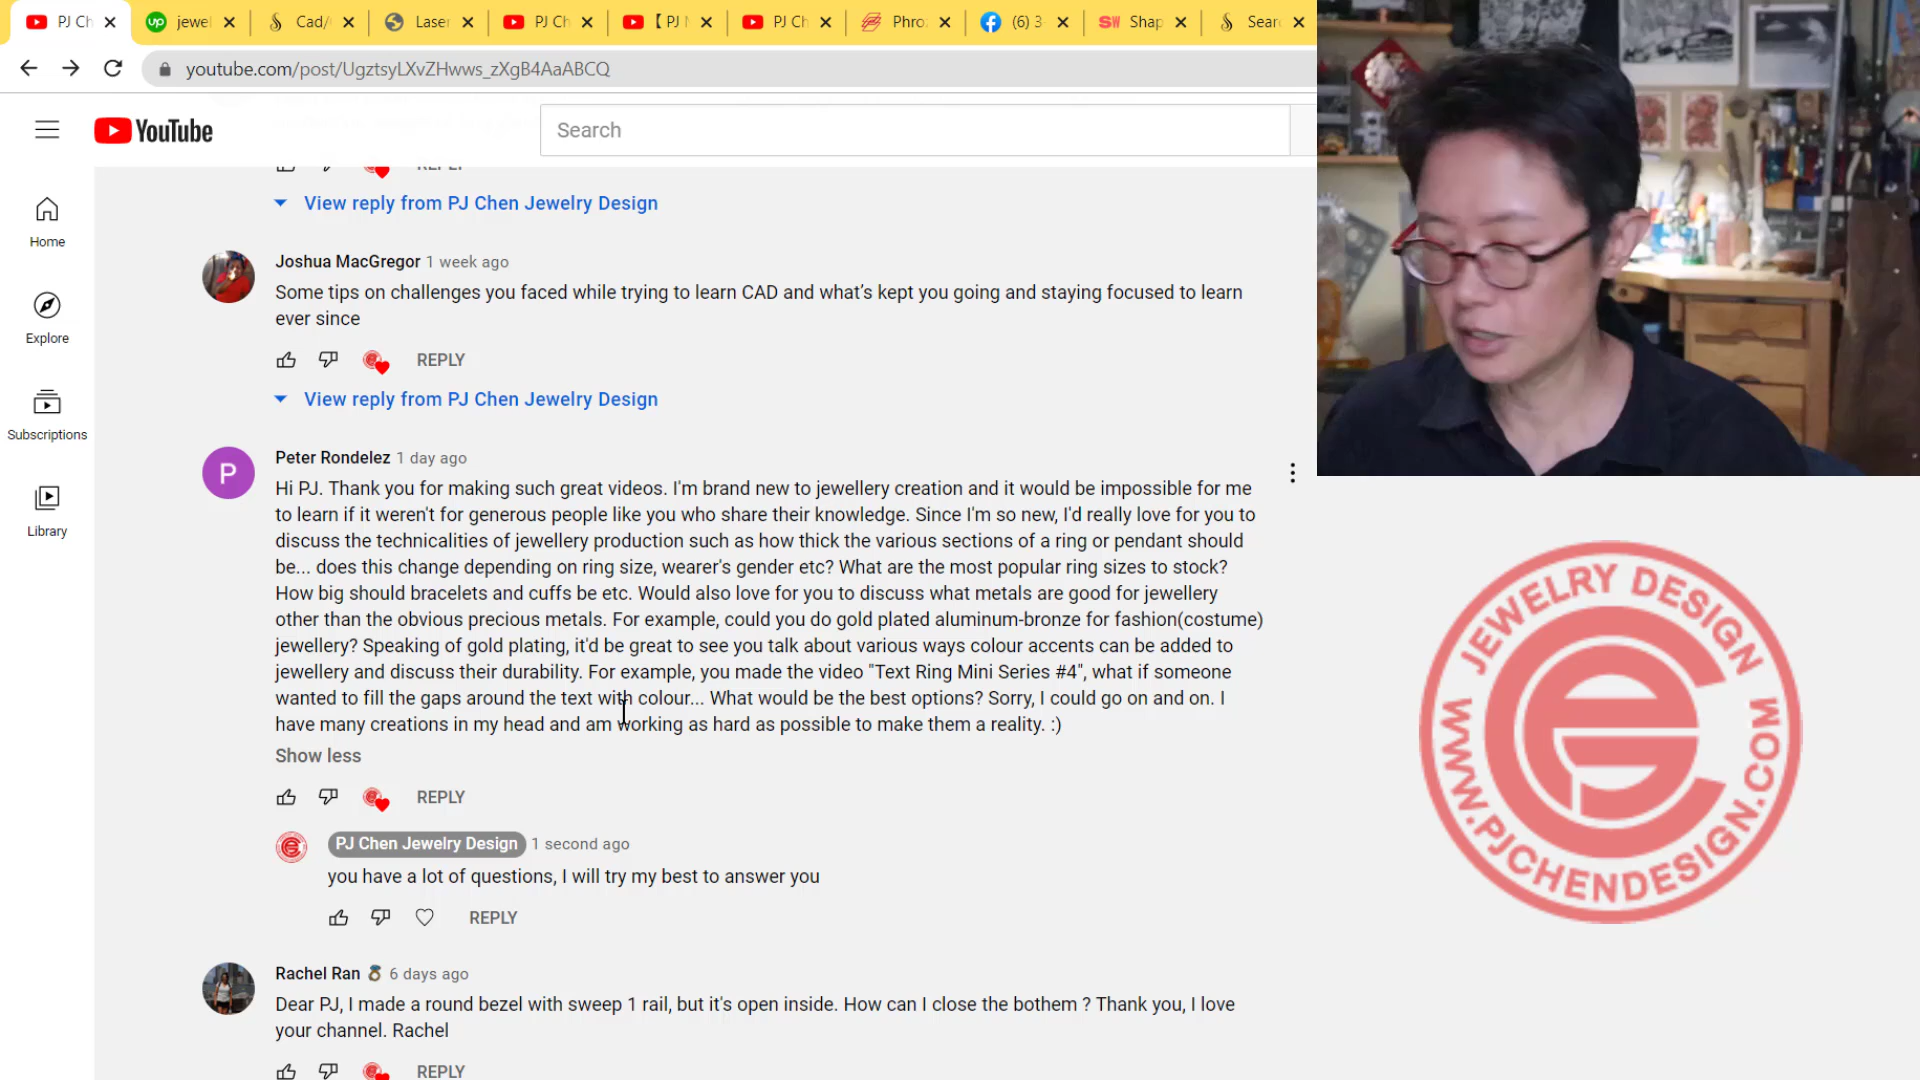 PJ Ch
jewel
Cad/
Laser
PJ Ch
【PJ
PJ Ch
Phro
(6) 3
SW Shap
Sear
youtube.com/post/UgztsyLXvZHwws_zXgB4AaABCQ
YouTube
Search
Home
Explore
Subscriptions
Library
REPLY
View reply from PJ Chen Jewelry Design
Joshua MacGregor 1 week ago
Some tips on challenges you faced while trying to learn CAD and what's kept you going and staying focused to learn
ever since
REPLY
View reply from PJ Chen Jewelry Design
P
Peter Rondelez 1 day ago
Hi PJ. Thank you for making such great videos. I'm brand new to jewellery creation and it would be impossible for me
to learn if it weren't for generous people like you who share their knowledge. Since I'm so new, I'd really love for you to
discuss the technicalities of jewellery production such as how thick the various sections of a ring or pendant should
be... does this change depending on ring size, wearer's gender etc? What are the most popular ring sizes to stock?
How big should bracelets and cuffs be etc. Would also love for you to discuss what metals are good for jewellery
other than the obvious precious metals. For example, could you do gold plated aluminum-bronze for fashion(costume)
jewellery? Speaking of gold plating, it'd be great to see you talk about various ways colour accents can be added to
jewellery and discuss their durability. For example, you made the video "Text Ring Mini Series #4", what if someone
wanted to fill the gaps around the text with colour... What would be the best options? Sorry, I could go on and on. I
have many creations in my head and am working as hard as possible to make them a reality. :)
Show less
REPLY
PJ Chen Jewelry Design 1 second ago
you have a lot of questions, I will try my best to answer you
REPLY
Rachel Ran 6 days ago
Dear PJ, I made a round bezel with sweep 1 rail, but it's open inside. How can I close the bothem ? Thank you, I love
your channel. Rachel
REPLY
JEWELRY DESIGN
WWW.PJCHENDESIGN.COM